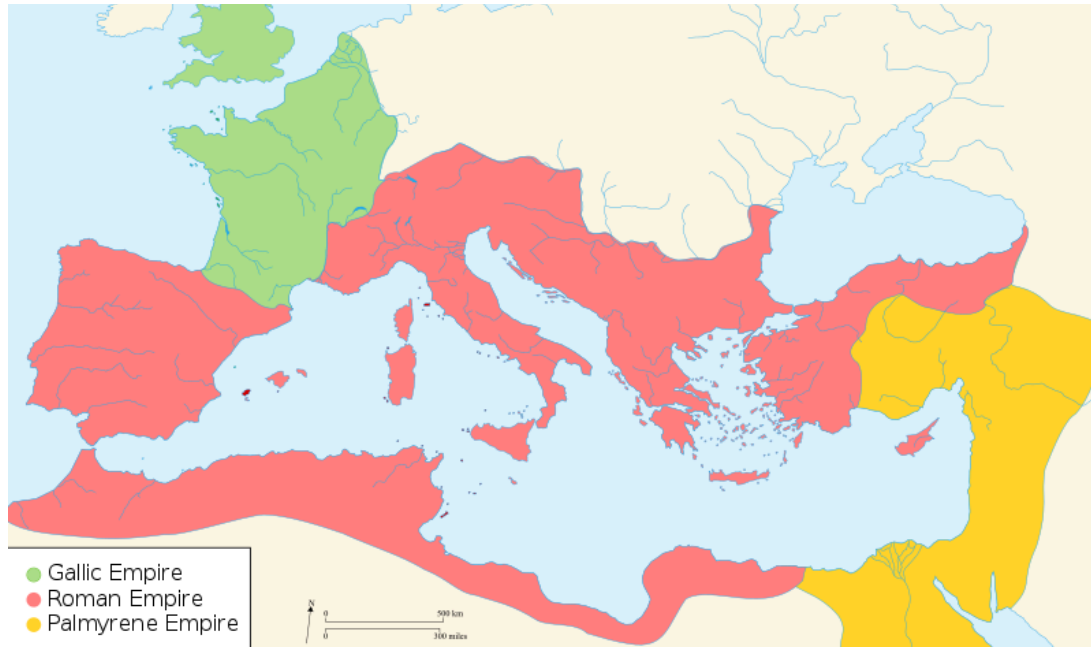 Gallic Empire
Roman Empire
Palmyrene Empire
N
0 500 km
0 300 miles